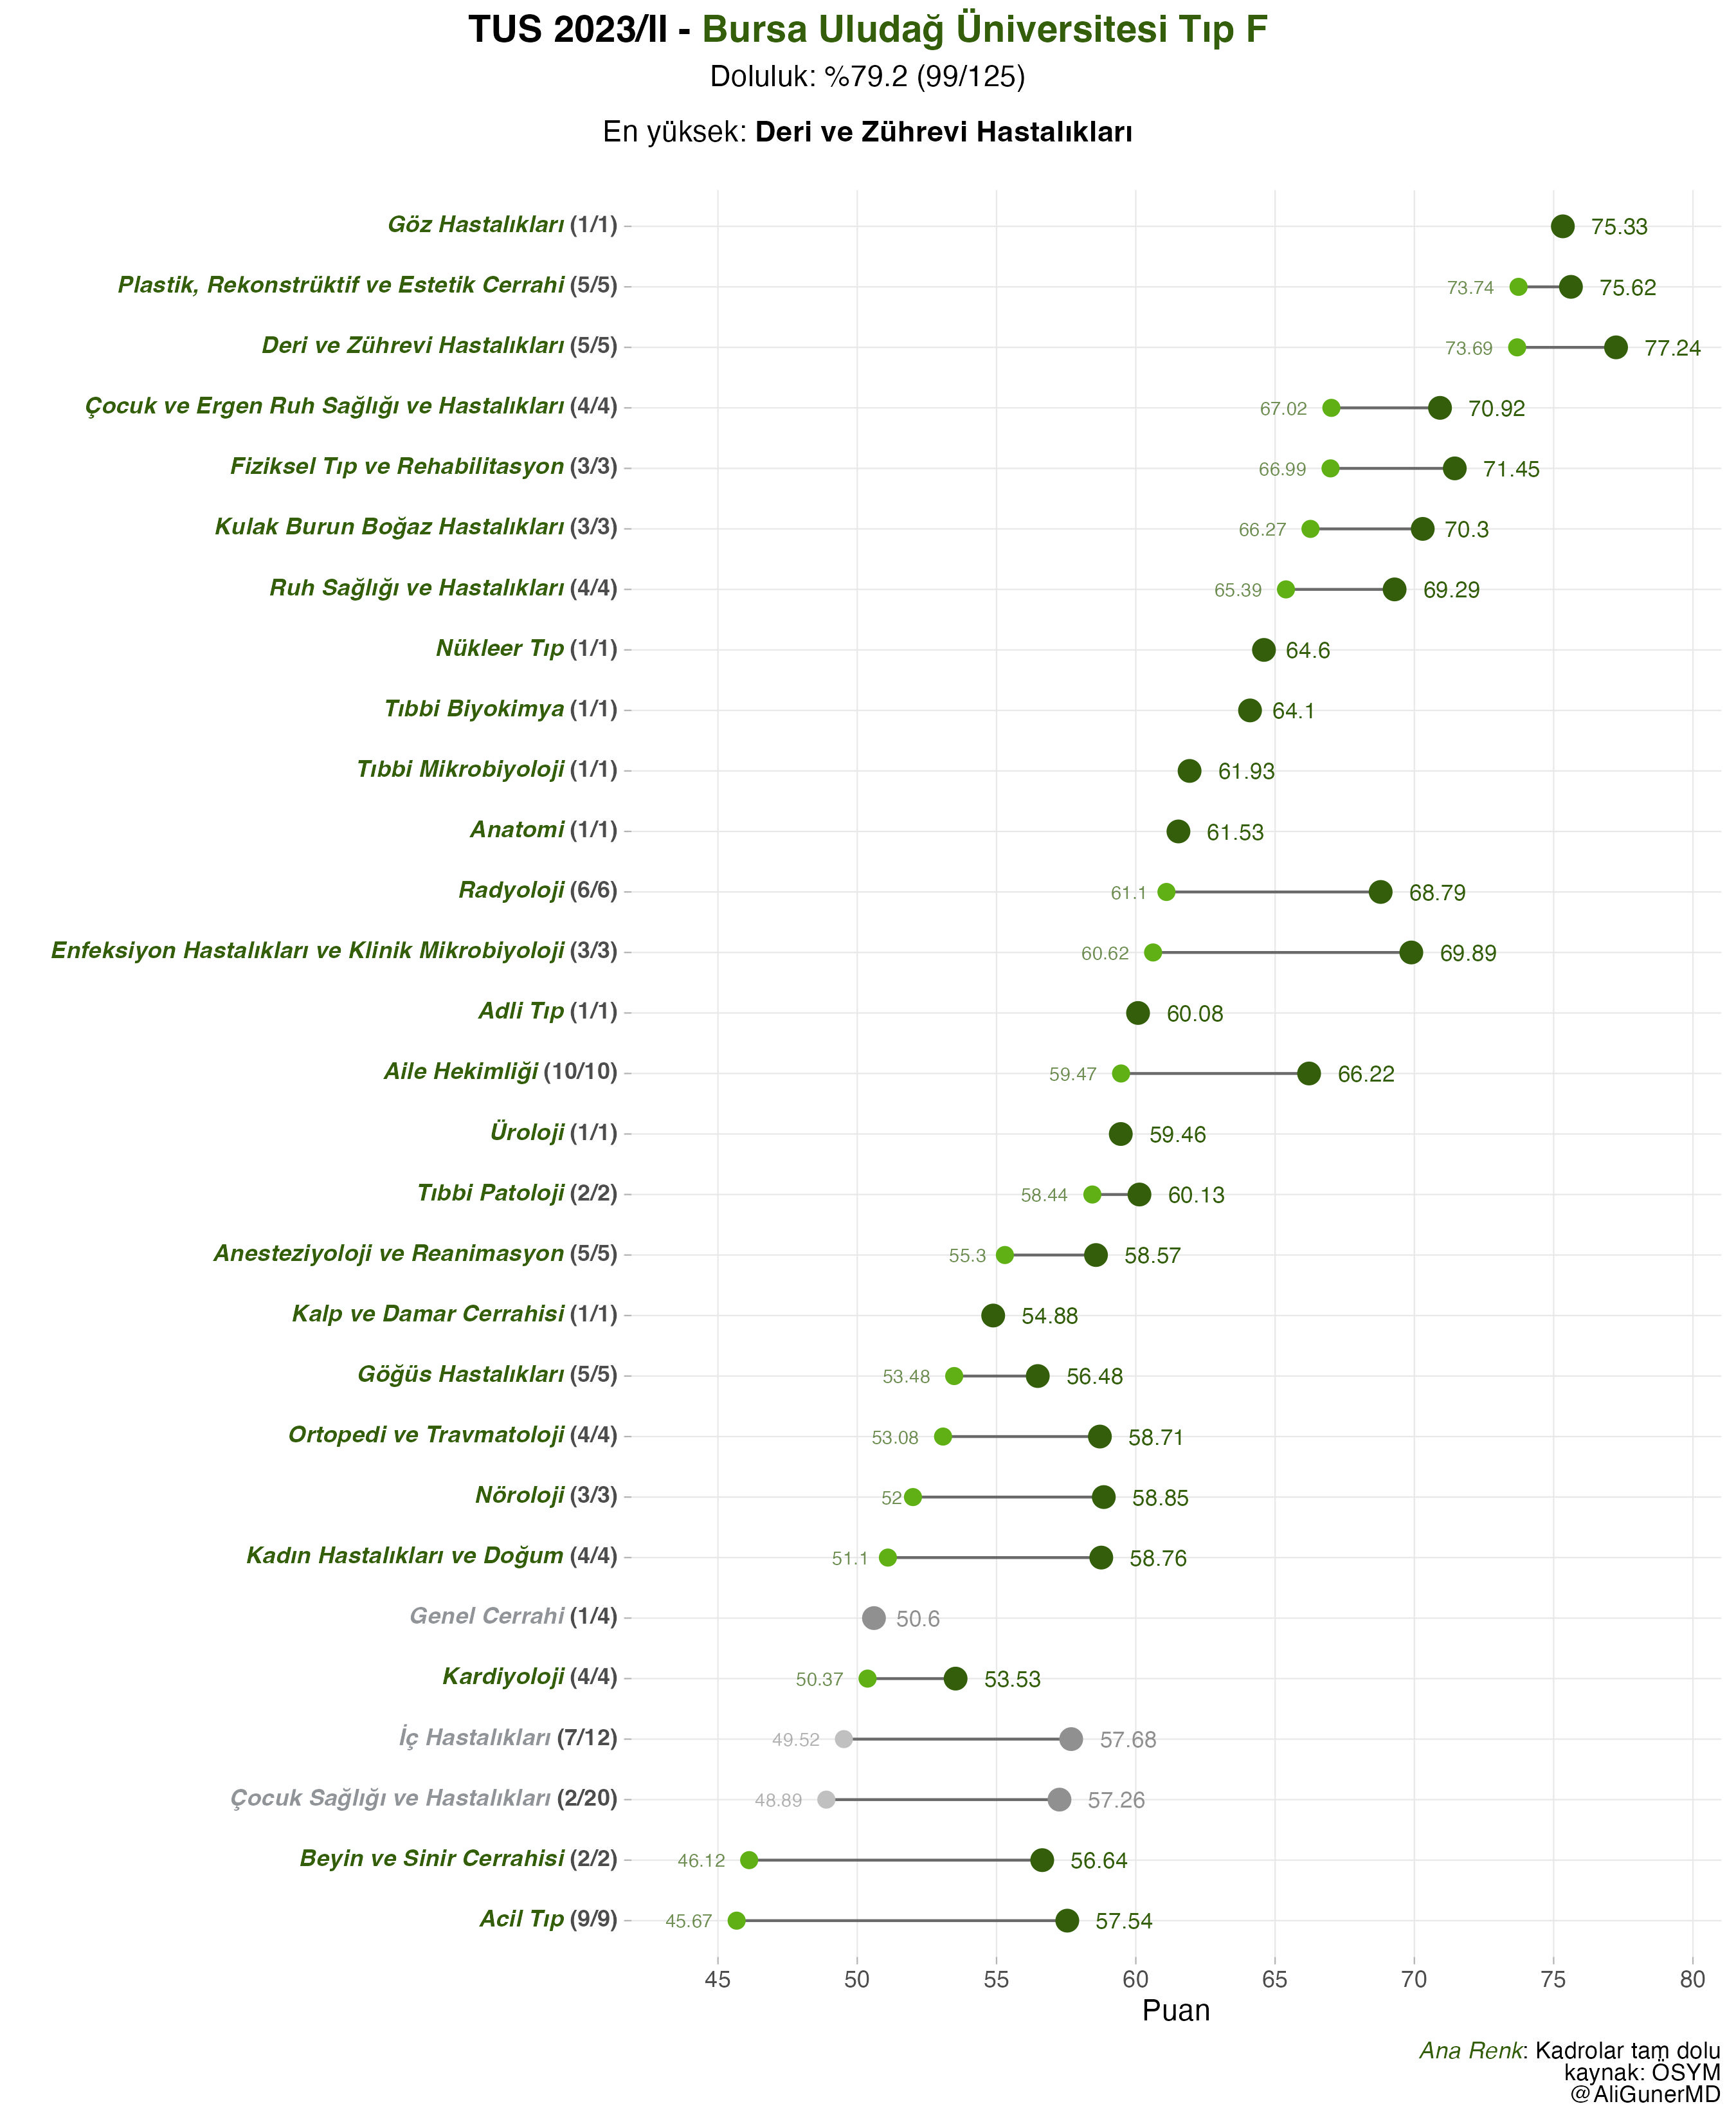 TUS 2023/II - Bursa Uludağ Üniversitesi Tıp F
Doluluk: %79.2 (99/125)
En yüksek: Deri ve Zührevi Hastalıkları
Göz Hastalıkları (1/1) 75.33
Plastik, Rekonstrüktif ve Estetik Cerrahi (5/5) 73.74 75.62
Deri ve Zührevi Hastalıkları (5/5) 73.69 77.24
Çocuk ve Ergen Ruh Sağlığı ve Hastalıkları (4/4) 67.02 70.92
Fiziksel Tıp ve Rehabilitasyon (3/3) 66.99 71.45
Kulak Burun Boğaz Hastalıkları (3/3) 66.27 70.3
Ruh Sağlığı ve Hastalıkları (4/4) 65.39 69.29
Nükleer Tıp (1/1) 64.6
Tıbbi Biyokimya (1/1) 64.1
Tıbbi Mikrobiyoloji (1/1) 61.93
Anatomi (1/1) 61.53
Radyoloji (6/6) 61.1 68.79
Enfeksiyon Hastalıkları ve Klinik Mikrobiyoloji (3/3) 60.62 69.89
Adli Tıp (1/1) 60.08
Aile Hekimliği (10/10) 59.47 66.22
Üroloji (1/1) 59.46
Tıbbi Patoloji (2/2) 58.44 60.13
Anesteziyoloji ve Reanimasyon (5/5) 55.3 58.57
Kalp ve Damar Cerrahisi (1/1) 54.88
Göğüs Hastalıkları (5/5) 53.48 56.48
Ortopedi ve Travmatoloji (4/4) 53.08 58.71
Nöroloji (3/3) 52 58.85
Kadın Hastalıkları ve Doğum (4/4) 51.1 58.76
Genel Cerrahi (1/4) 50.6
Kardiyoloji (4/4) 50.37 53.53
İç Hastalıkları (7/12) 49.52 57.68
Çocuk Sağlığı ve Hastalıkları (2/20) 48.89 57.26
Beyin ve Sinir Cerrahisi (2/2) 46.12 56.64
Acil Tıp (9/9) 45.67 57.54
45 50 55 60 65 70 75 80
Puan
Ana Renk: Kadrolar tam dolu
kaynak: ÖSYM
@AliGunerMD